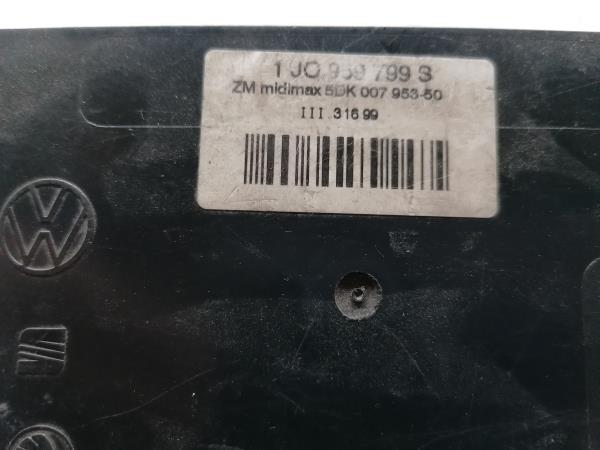 1 JO 959 799 S
ZM midimax 5DK 007 953-50
III 316 99